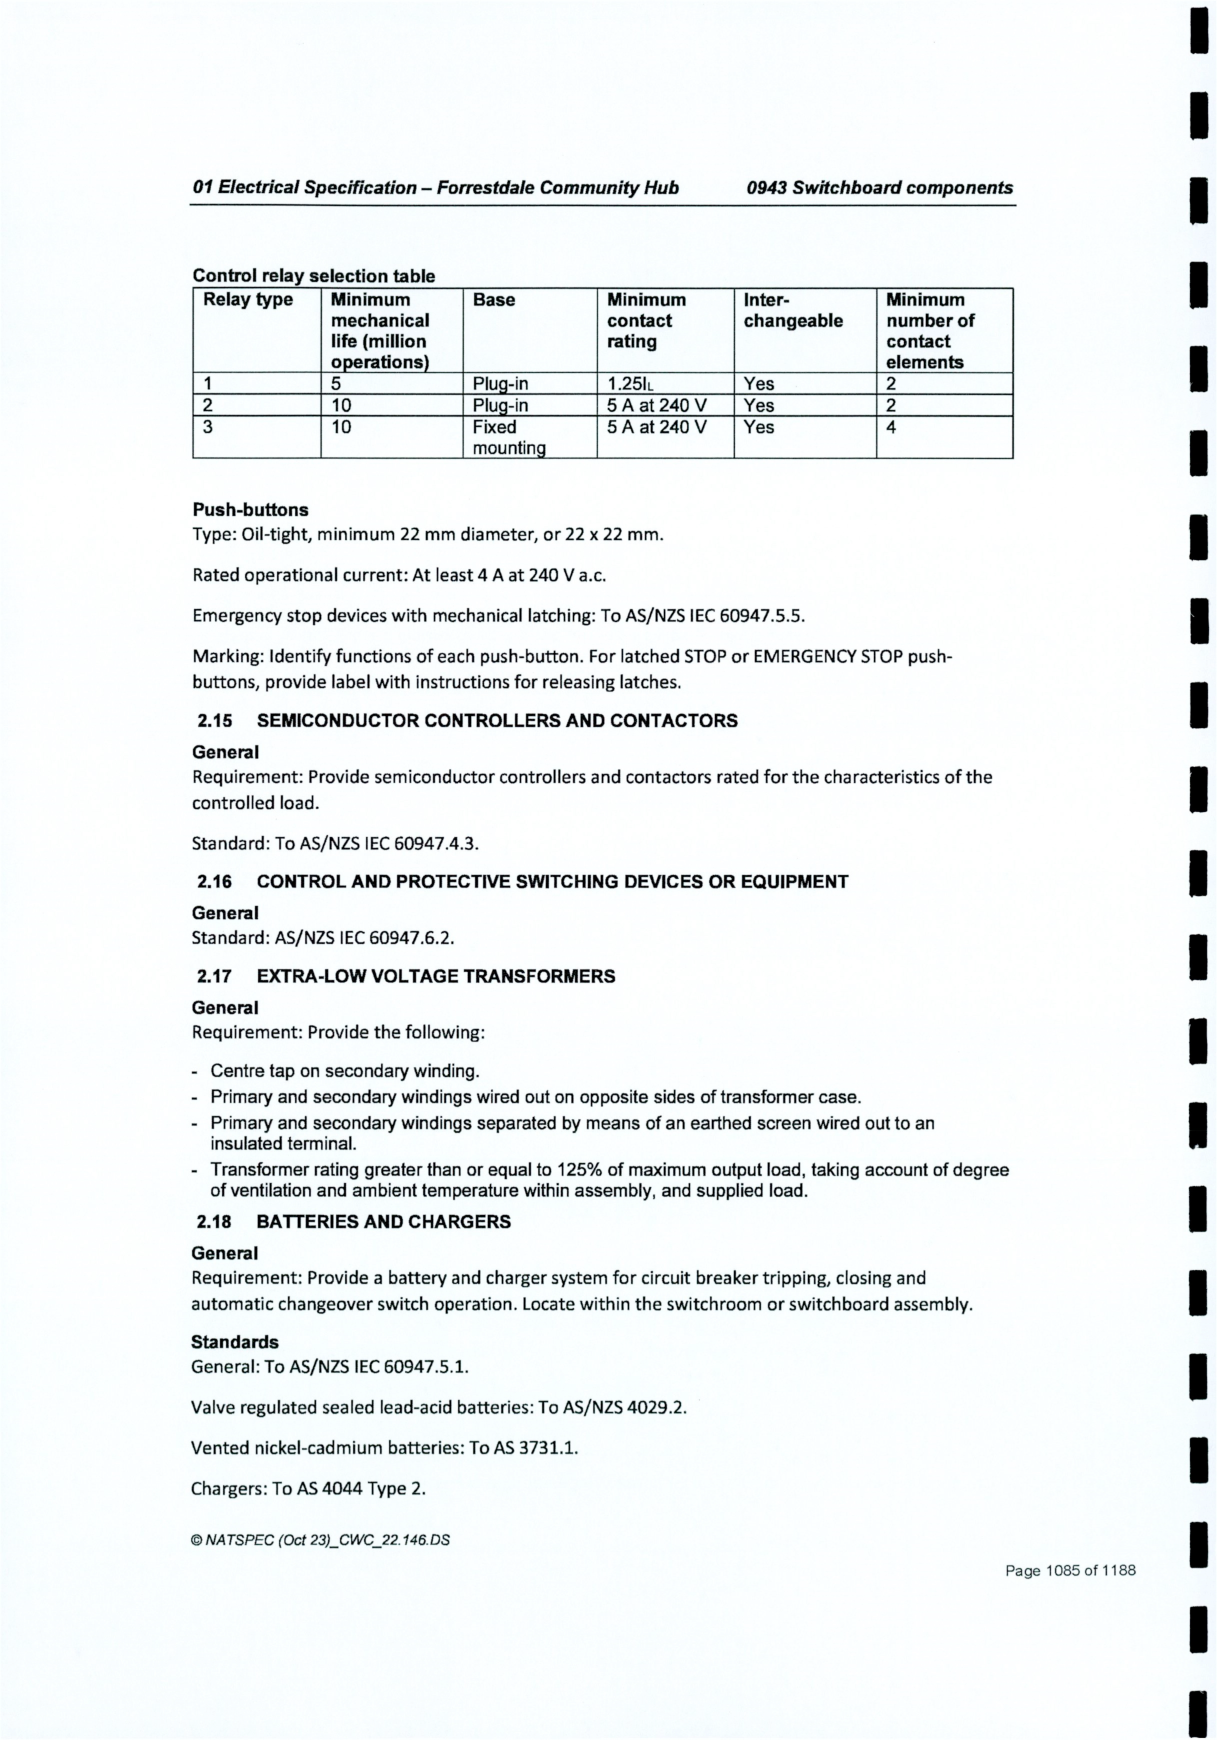 01 Electrical Specification – Forrestdale Community Hub 0943 Switchboard components
Control relay selection table
Relay type Minimum mechanical life (million operations) Base Minimum contact rating Inter-changeable Minimum number of contact elements
1 5 Plug-in 1.25IL Yes 2
2 10 Plug-in 5 A at 240 V Yes 2
3 10 Fixed mounting 5 A at 240 V Yes 4
Push-buttons
Type: Oil-tight, minimum 22 mm diameter, or 22 x 22 mm.
Rated operational current: At least 4 A at 240 V a.c.
Emergency stop devices with mechanical latching: To AS/NZS IEC 60947.5.5.
Marking: Identify functions of each push-button. For latched STOP or EMERGENCY STOP push-
buttons, provide label with instructions for releasing latches.
2.15 SEMICONDUCTOR CONTROLLERS AND CONTACTORS
General
Requirement: Provide semiconductor controllers and contactors rated for the characteristics of the
controlled load.
Standard: To AS/NZS IEC 60947.4.3.
2.16 CONTROL AND PROTECTIVE SWITCHING DEVICES OR EQUIPMENT
General
Standard: AS/NZS IEC 60947.6.2.
2.17 EXTRA-LOW VOLTAGE TRANSFORMERS
General
Requirement: Provide the following:
- Centre tap on secondary winding.
- Primary and secondary windings wired out on opposite sides of transformer case.
- Primary and secondary windings separated by means of an earthed screen wired out to an
insulated terminal.
- Transformer rating greater than or equal to 125% of maximum output load, taking account of degree
of ventilation and ambient temperature within assembly, and supplied load.
2.18 BATTERIES AND CHARGERS
General
Requirement: Provide a battery and charger system for circuit breaker tripping, closing and
automatic changeover switch operation. Locate within the switchroom or switchboard assembly.
Standards
General: To AS/NZS IEC 60947.5.1.
Valve regulated sealed lead-acid batteries: To AS/NZS 4029.2.
Vented nickel-cadmium batteries: To AS 3731.1.
Chargers: To AS 4044 Type 2.
© NATSPEC (Oct 23)_CWC_22.146.DS
Page 1085 of 1188